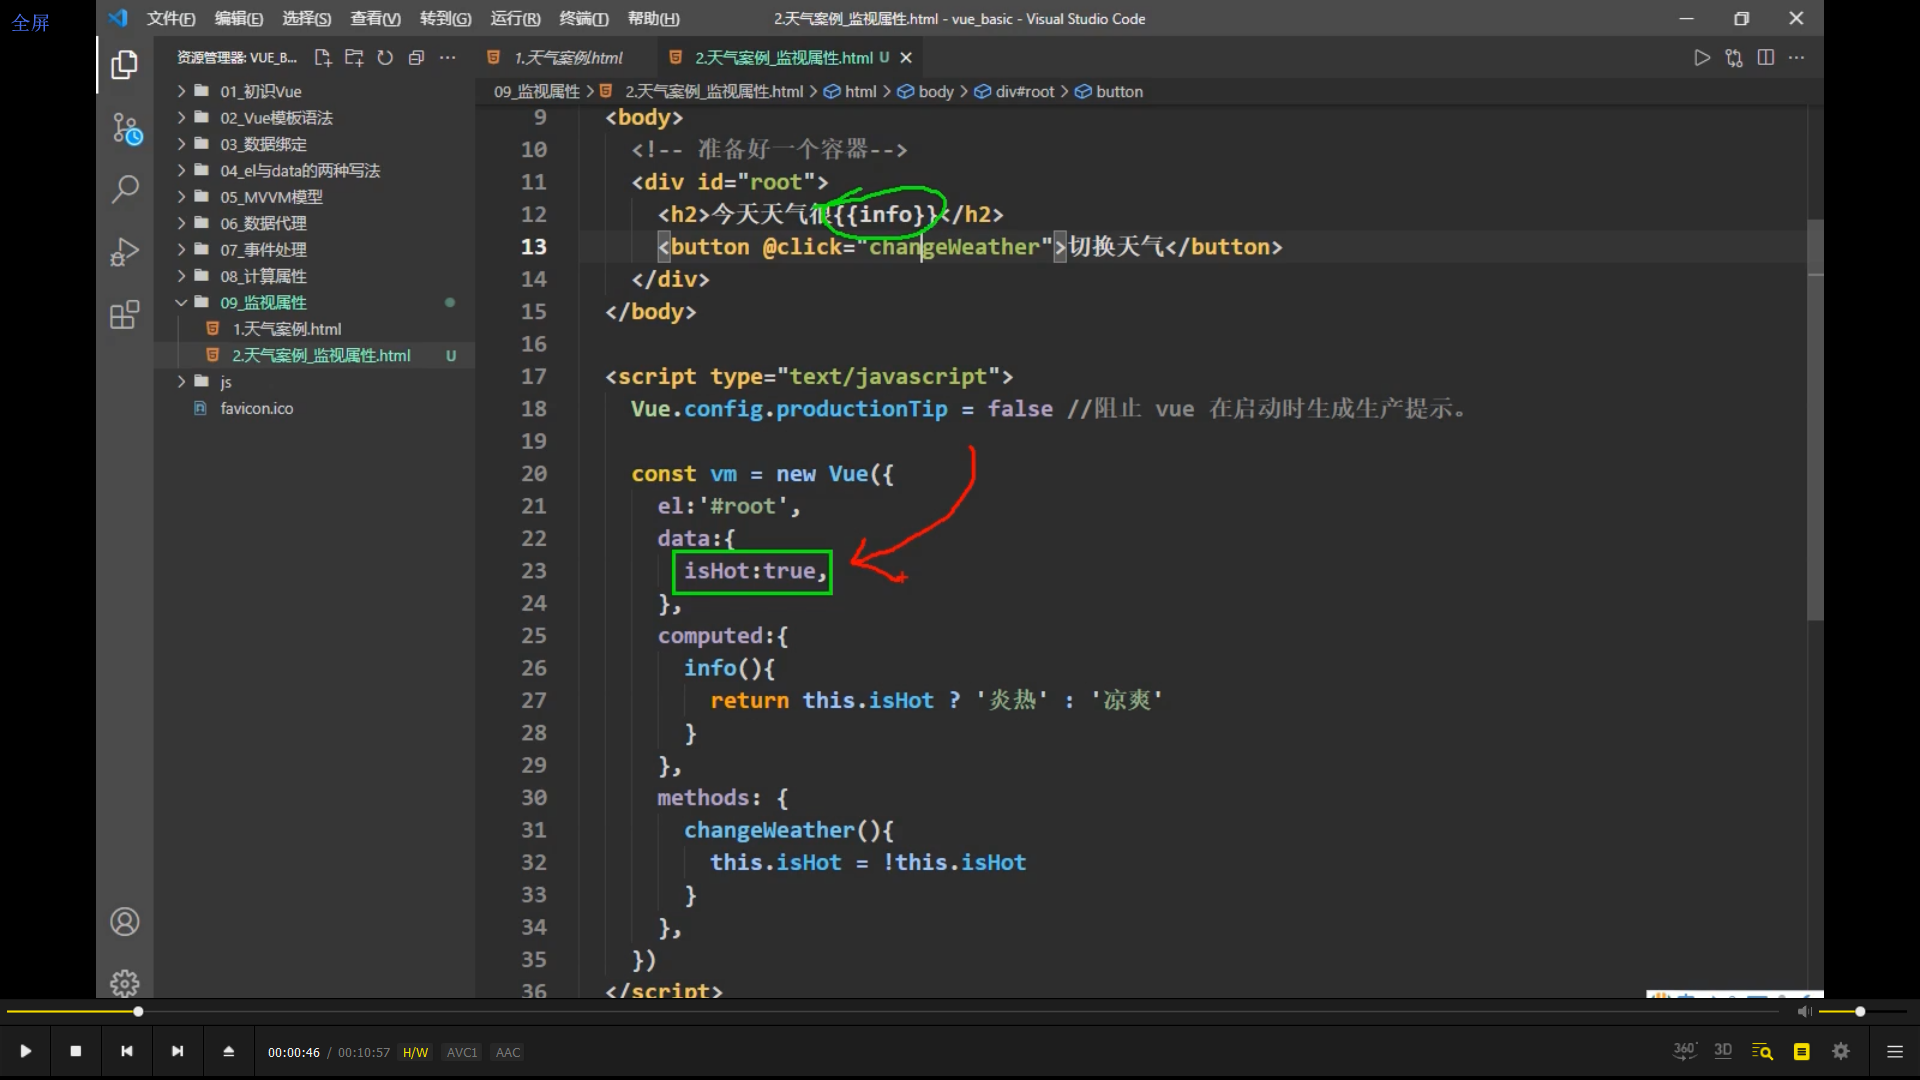 全屏
文件(F) 编辑(E) 选择(S) 查看(V) 转到(G) 运行(R) 终端(T) 帮助(H) 2.天气案例_监视属性.html - vue_basic - Visual Studio Code
资源管理器: VUE_B...
01_初识Vue
02_Vue模板语法
03_数据绑定
04_el与data的两种写法
05_MVVM模型
06_数据代理
07_事件处理
08_计算属性
09_监视属性
1.天气案例.html
2.天气案例_监视属性.html U
js
favicon.ico
1.天气案例.html 2.天气案例_监视属性.html U
09_监视属性 > 2.天气案例_监视属性.html > html > body > div#root > button
9 <body>
10 <!-- 准备好一个容器-->
11 <div id="root">
12 <h2>今天天气很{{info}}</h2>
13 <button @click="changeWeather">切换天气</button>
14 </div>
15 </body>
16
17 <script type="text/javascript">
18 Vue.config.productionTip = false //阻止 vue 在启动时生成生产提示。
19
20 const vm = new Vue({
21 el:'#root',
22 data:{
23 isHot:true,
24 },
25 computed:{
26 info(){
27 return this.isHot ? '炎热' : '凉爽'
28 }
29 },
30 methods: {
31 changeWeather(){
32 this.isHot = !this.isHot
33 }
34 },
35 })
36 </script>
00:00:46 / 00:10:57 H/W AVC1 AAC
360° 3D